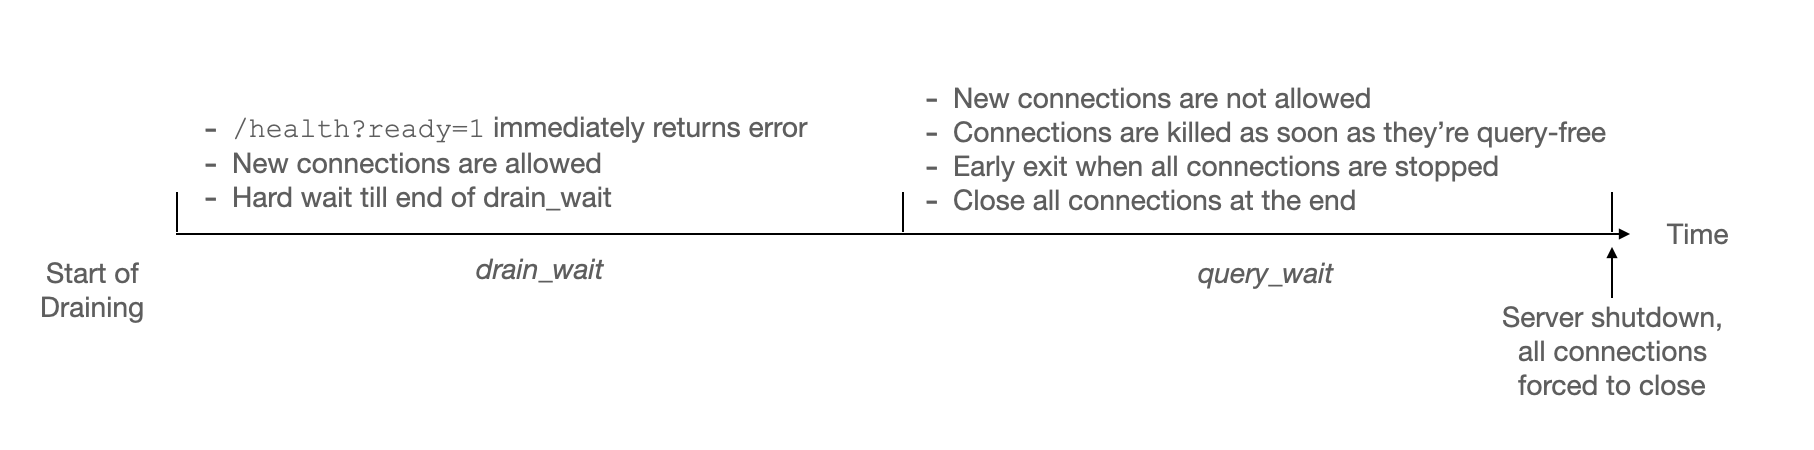 - /health?ready=1 immediately returns error
- New connections are allowed
- Hard wait till end of drain_wait
- New connections are not allowed
- Connections are killed as soon as they’re query-free
- Early exit when all connections are stopped
- Close all connections at the end
Time
Start of
Draining
drain_wait
query_wait
Server shutdown,
all connections
forced to close